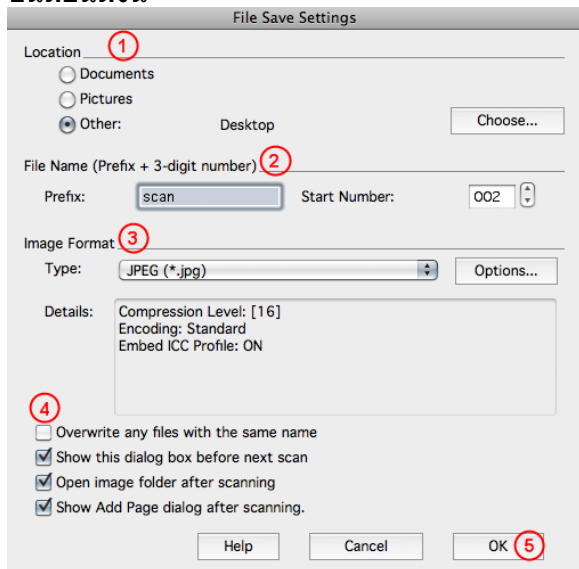 File Save Settings
Location 1
Documents
Pictures
Other: Desktop Choose...
File Name (Prefix + 3-digit number) 2
Prefix: scan Start Number: 002
Image Format 3
Type: JPEG (*.jpg) Options...
Details: Compression Level: [16]
Encoding: Standard
Embed ICC Profile: ON
4
Overwrite any files with the same name
Show this dialog box before next scan
Open image folder after scanning
Show Add Page dialog after scanning.
Help Cancel OK 5